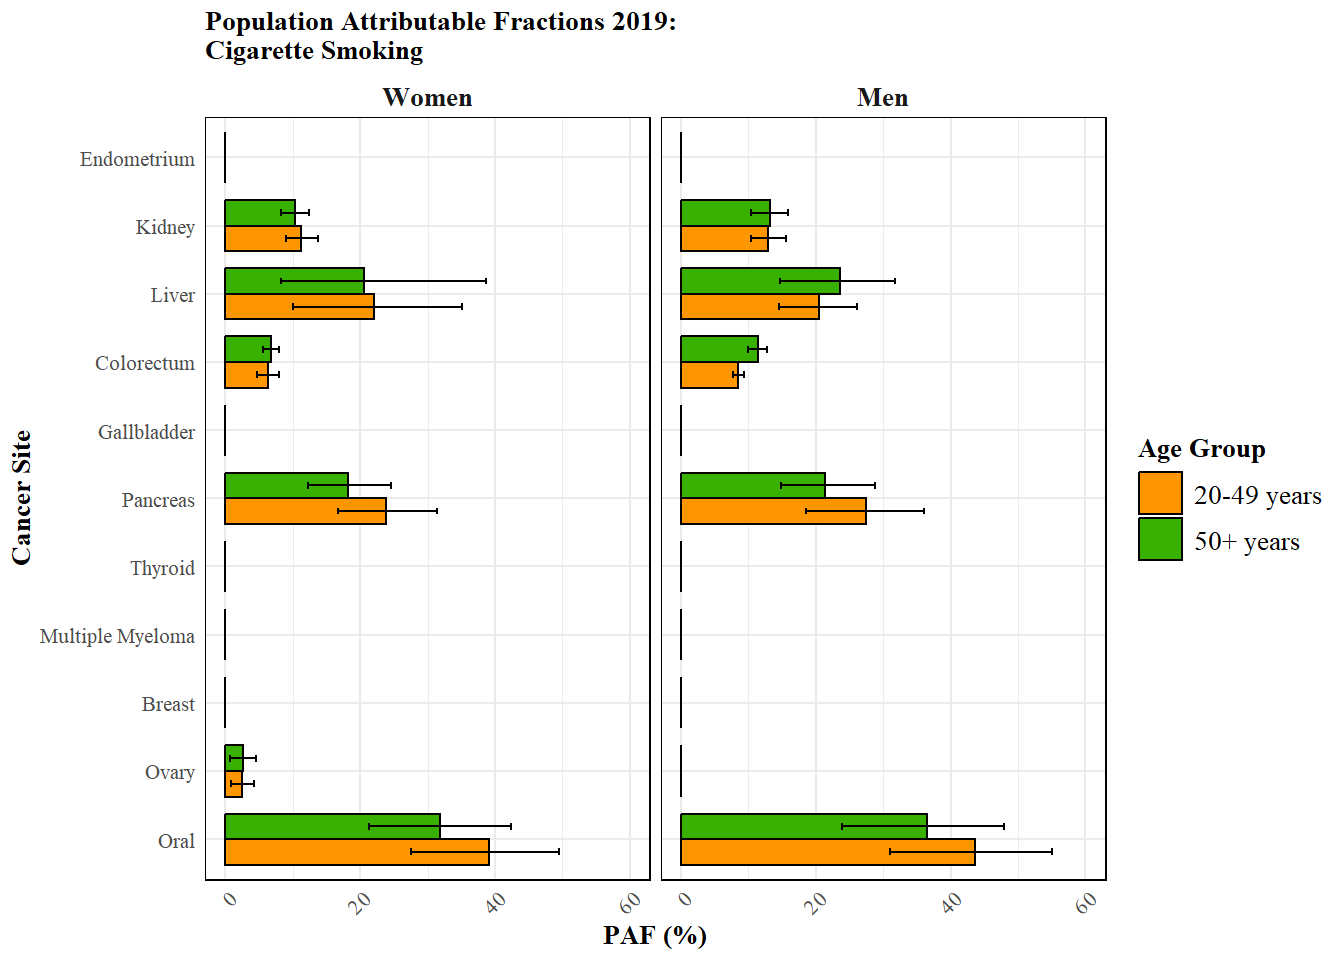 Population Attributable Fractions 2019:
Cigarette Smoking
Women
Men
Cancer Site
Endometrium
Kidney
Liver
Colorectum
Gallbladder
Pancreas
Thyroid
Multiple Myeloma
Breast
Ovary
Oral
0 20 40 60
0 20 40 60
PAF (%)
Age Group
20-49 years
50+ years